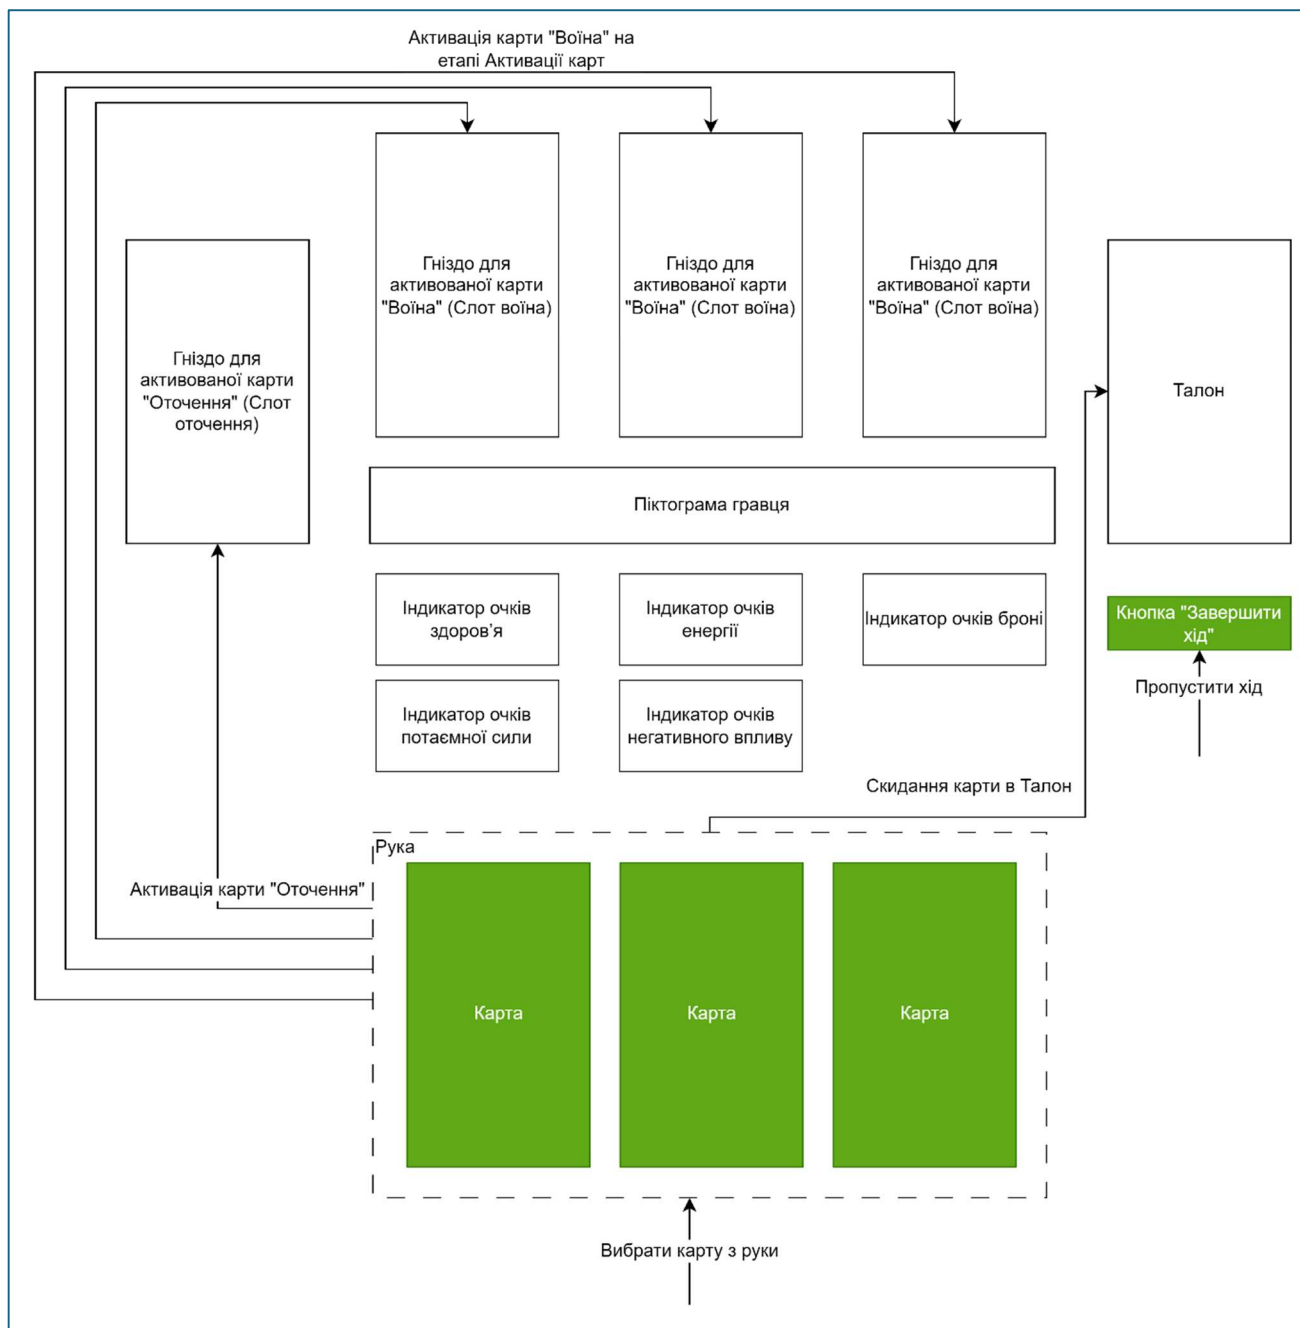 Активація карти "Воїна" на
етапі Активації карт
Гніздо для
активованої карти
"Воїна" (Слот воїна)
Гніздо для
активованої карти
"Воїна" (Слот воїна)
Гніздо для
активованої карти
"Воїна" (Слот воїна)
Гніздо для
активованої карти
"Оточення" (Слот
оточення)
Талон
Піктограма гравця
Індикатор очків
здоров’я
Індикатор очків
енергії
Індикатор очків броні
Кнопка "Завершити
хід"
Пропустити хід
Індикатор очків
потаємної сили
Індикатор очків
негативного впливу
Скидання карти в Талон
Рука
Активація карти "Оточення"
Карта
Карта
Карта
Вибрати карту з руки